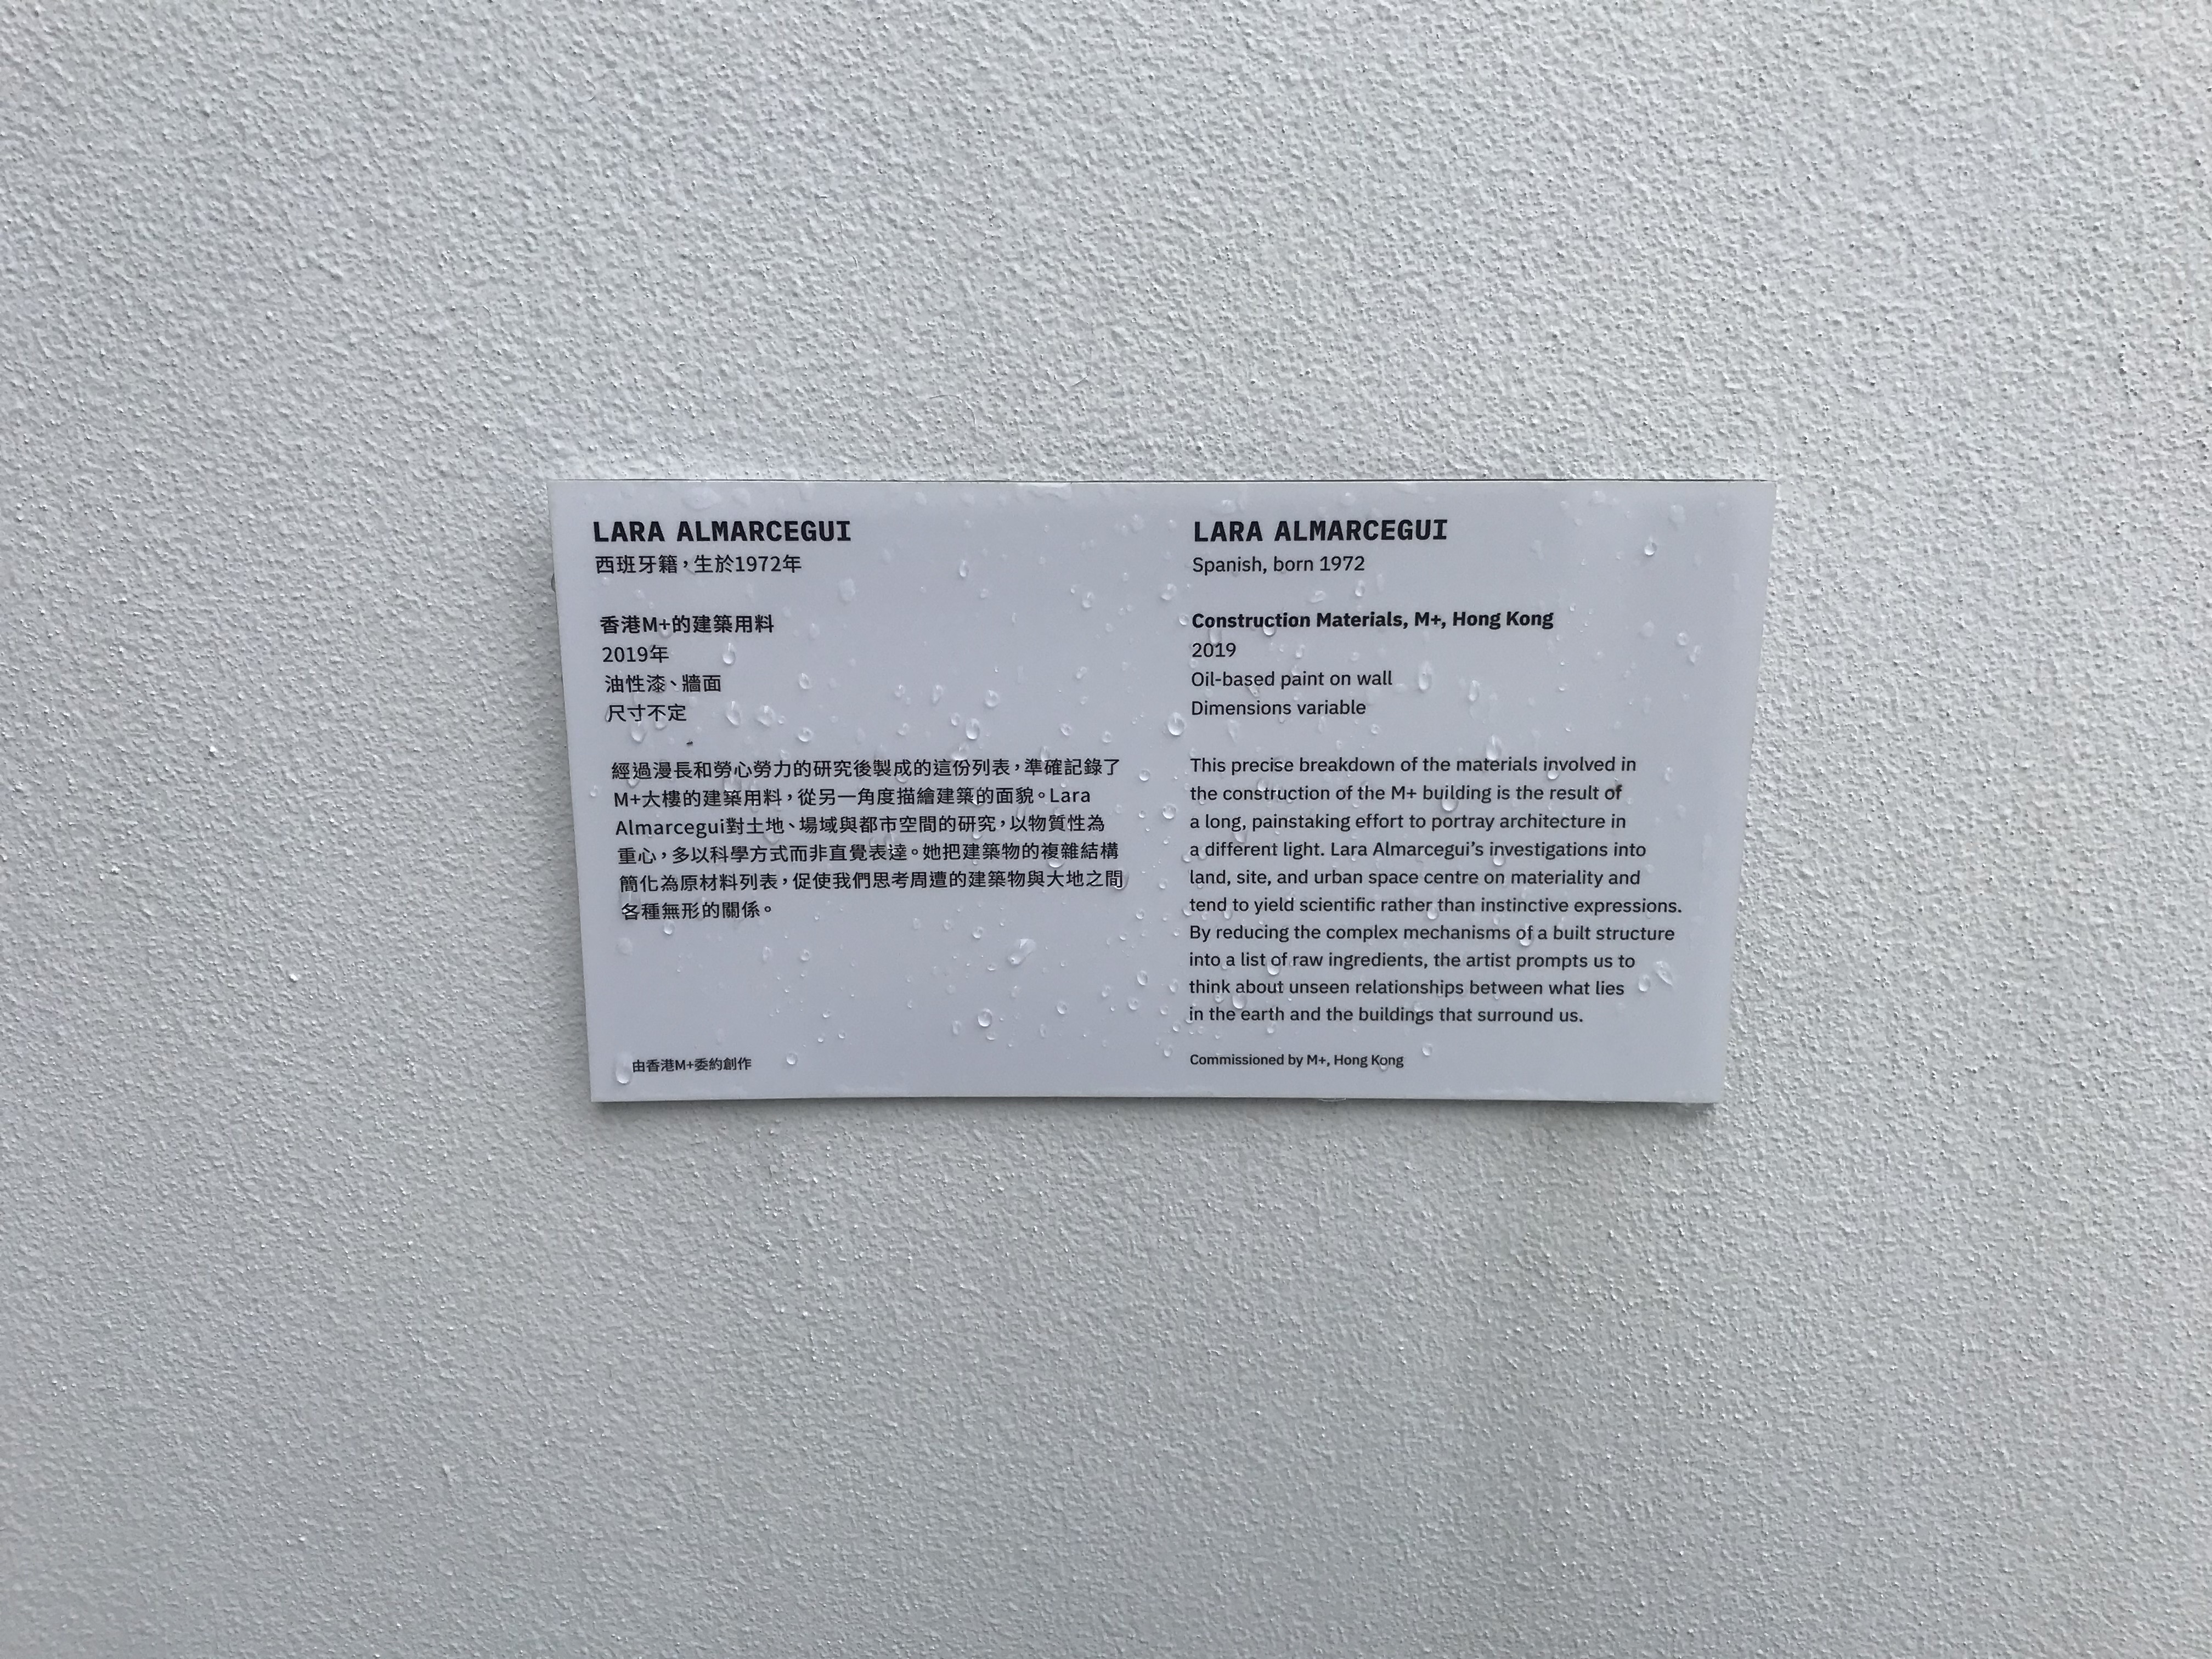 LARA ALMARCEGUI
西班牙籍，生於1972年
香港M+的建築用料
2019年
油性漆、牆面
尺寸不定
經過漫長和勞心勞力的研究後製成的這份列表，準確記錄了
M+大樓的建築用料，從另一角度描繪建築的面貌。Lara
Almarcegui對土地、場域與都市空間的研究，以物質性為
重心，多以科學方式而非直覺表達。她把建築物的複雜結構
簡化為原材料列表，促使我們思考周遭的建築物與大地之間
各種無形的關係。
由香港M+委約創作
LARA ALMARCEGUI
Spanish, born 1972
Construction Materials, M+, Hong Kong
2019
Oil-based paint on wall
Dimensions variable
This precise breakdown of the materials involved in
the construction of the M+ building is the result of
a long, painstaking effort to portray architecture in
a different light. Lara Almarcegui’s investigations into
land, site, and urban space centre on materiality and
tend to yield scientific rather than instinctive expressions.
By reducing the complex mechanisms of a built structure
into a list of raw ingredients, the artist prompts us to
think about unseen relationships between what lies
in the earth and the buildings that surround us.
Commissioned by M+, Hong Kong